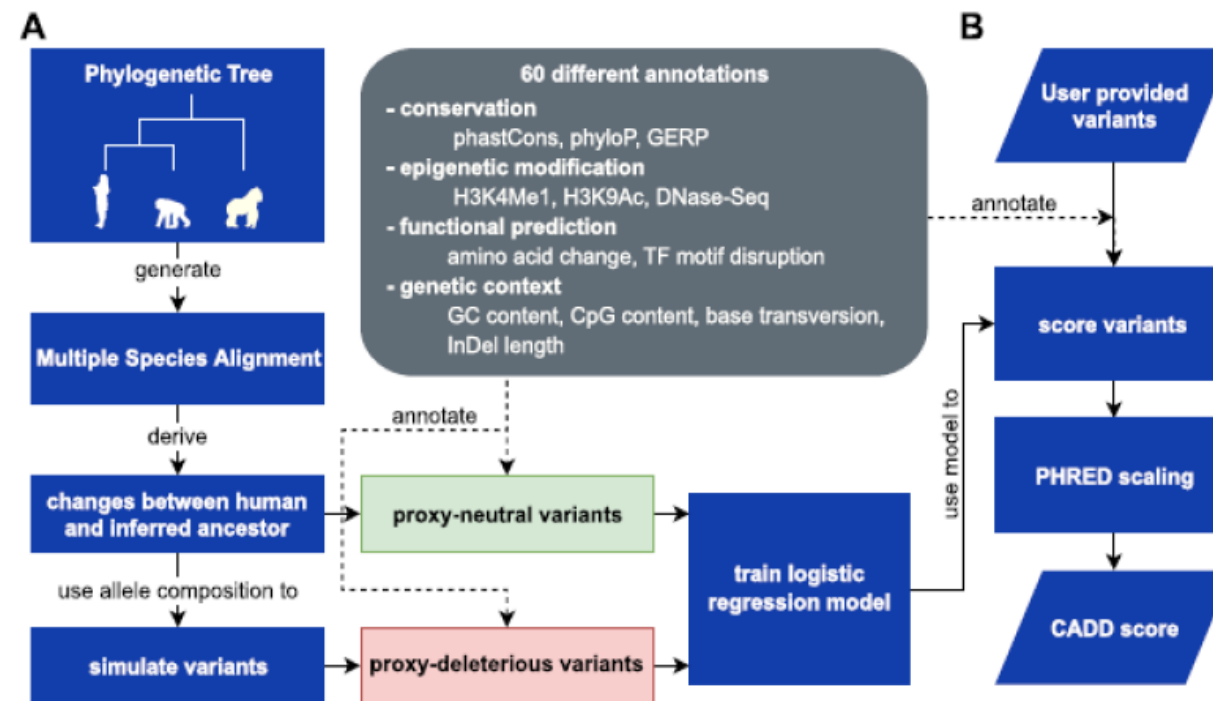 A
Phylogenetic Tree
generate
Multiple Species Alignment
derive
changes between human
and inferred ancestor
use allele composition to
simulate variants
60 different annotations
- conservation
phastCons, phyloP, GERP
- epigenetic modification
H3K4Me1, H3K9Ac, DNase-Seq
- functional prediction
amino acid change, TF motif disruption
- genetic context
GC content, CpG content, base transversion,
InDel length
annotate
proxy-neutral variants
proxy-deleterious variants
train logistic
regression model
use model to
B
User provided
variants
annotate
score variants
PHRED scaling
CADD score